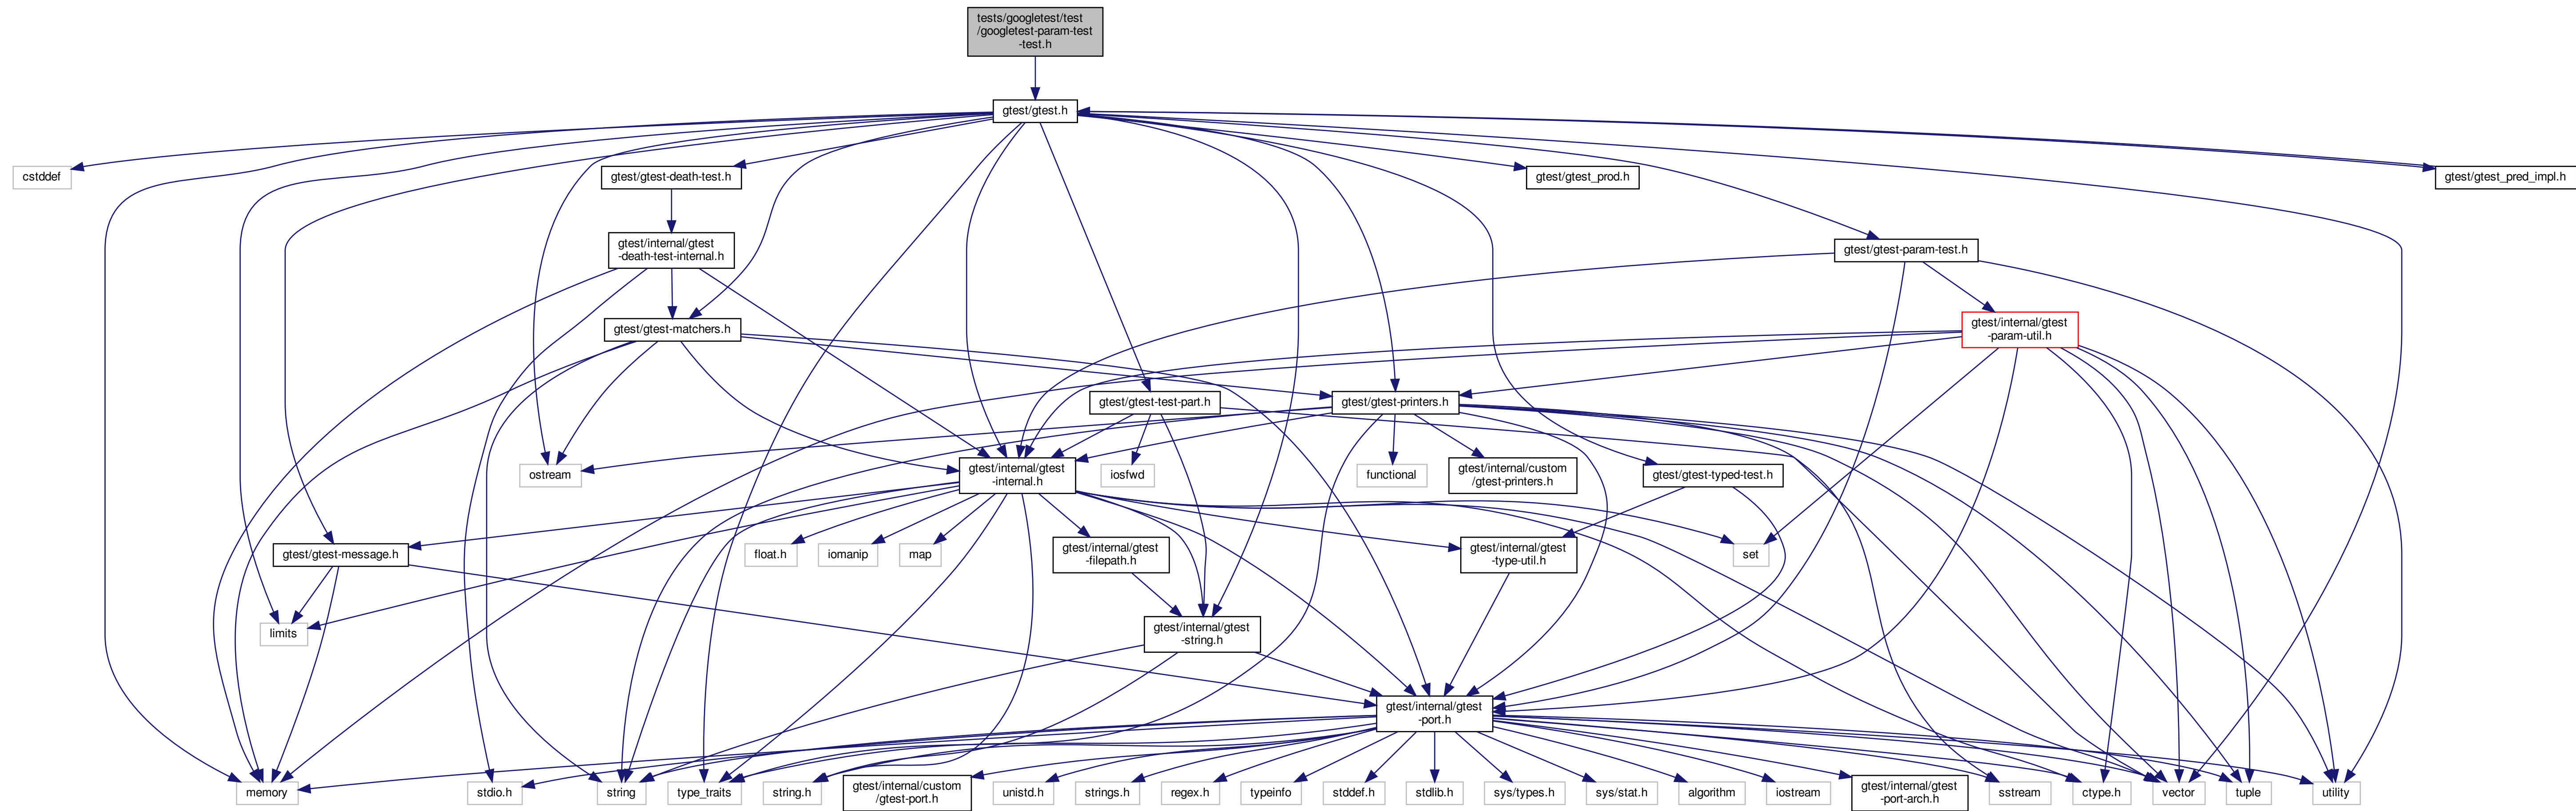 tests/googletest/test
/googletest-param-test
-test.h
gtest/gtest.h
cstddef
gtest/gtest-death-test.h
gtest/gtest_prod.h
gtest/gtest_pred_impl.h
gtest/internal/gtest
-death-test-internal.h
gtest/gtest-param-test.h
gtest/gtest-matchers.h
gtest/internal/gtest
-param-util.h
gtest/gtest-test-part.h
gtest/gtest-printers.h
ostream
gtest/internal/gtest
-internal.h
iosfwd
functional
gtest/internal/custom
/gtest-printers.h
gtest/gtest-typed-test.h
gtest/gtest-message.h
float.h
iomanip
map
gtest/internal/gtest
-filepath.h
gtest/internal/gtest
-type-util.h
set
limits
gtest/internal/gtest
-string.h
gtest/internal/gtest
-port.h
memory
stdio.h
string
type_traits
string.h
gtest/internal/custom
/gtest-port.h
unistd.h
strings.h
regex.h
typeinfo
stddef.h
stdlib.h
sys/types.h
sys/stat.h
algorithm
iostream
gtest/internal/gtest
-port-arch.h
sstream
ctype.h
vector
tuple
utility